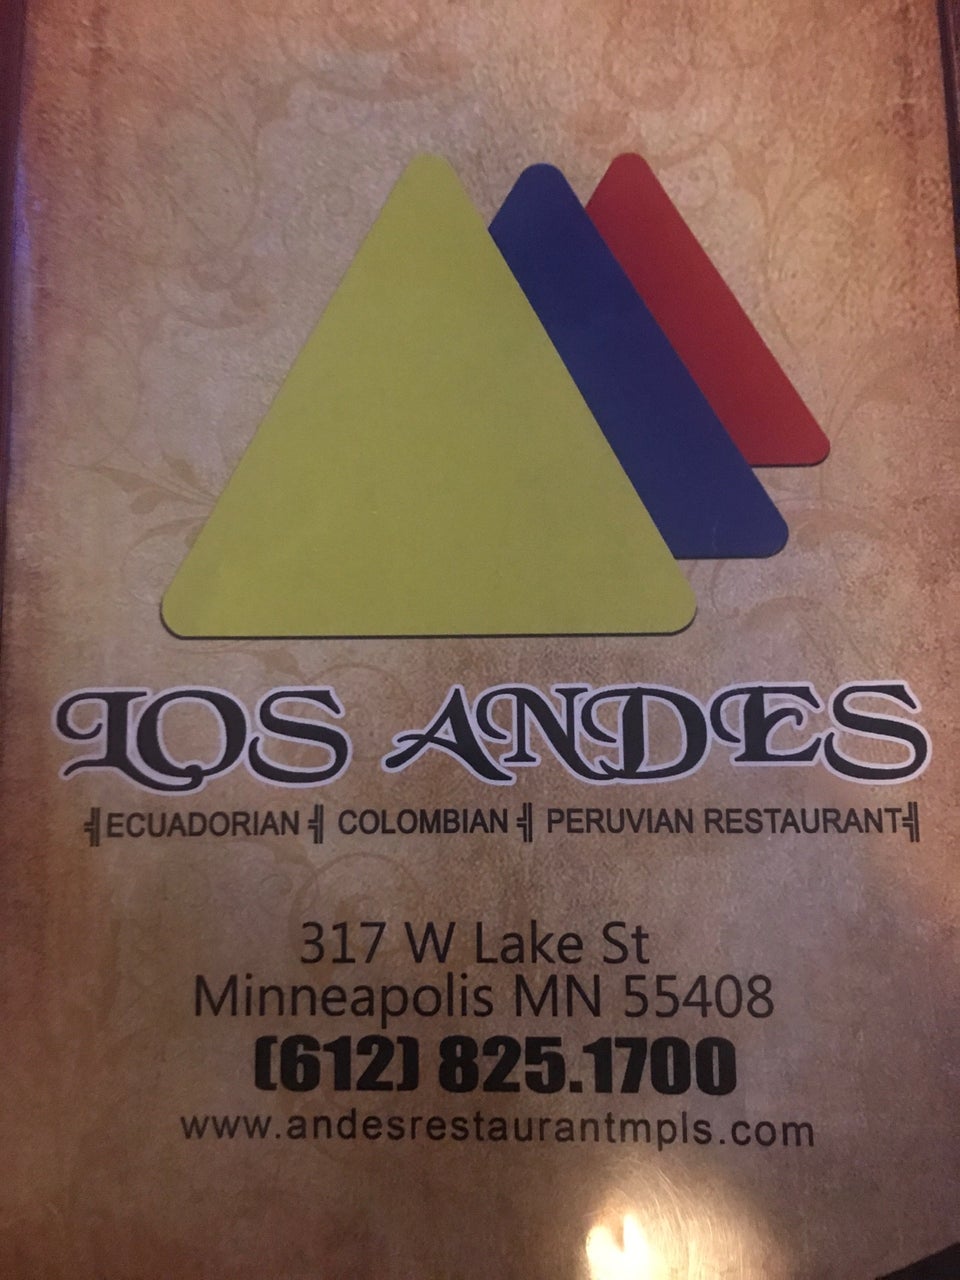 LOS ANDES
ECUADORIAN COLOMBIAN PERUVIAN RESTAURANT
317 W Lake St
Minneapolis MN 55408
(612) 825.1700
www.andesrestaurantmpls.com